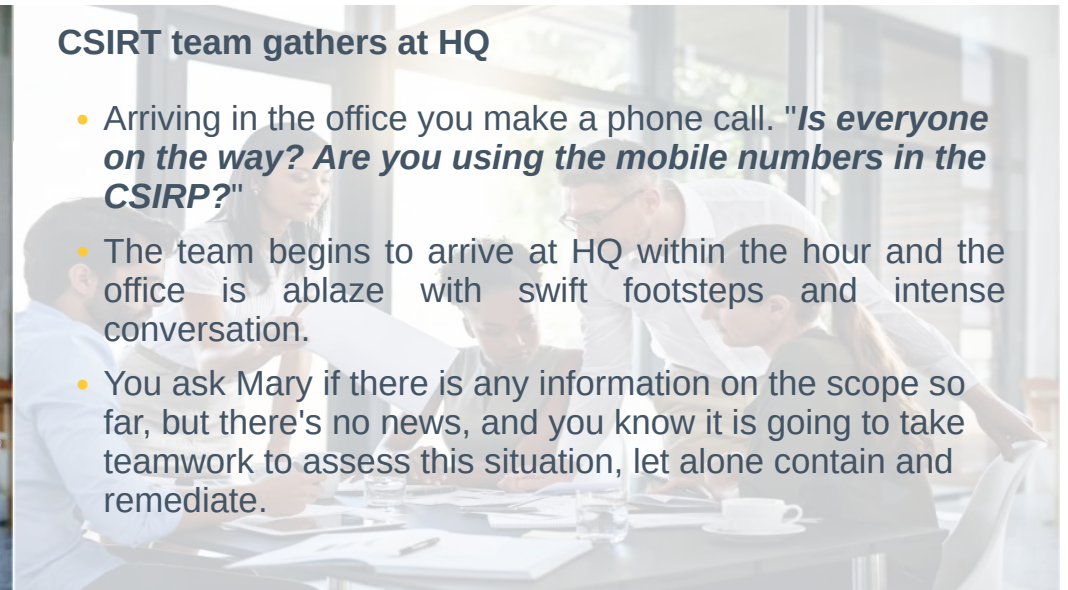 CSIRT team gathers at HQ
• Arriving in the office you make a phone call. "Is everyone
on the way? Are you using the mobile numbers in the
CSIRP?"
• The team begins to arrive at HQ within the hour and the
office is ablaze with swift footsteps and intense
conversation.
• You ask Mary if there is any information on the scope so
far, but there's no news, and you know it is going to take
teamwork to assess this situation, let alone contain and
remediate.